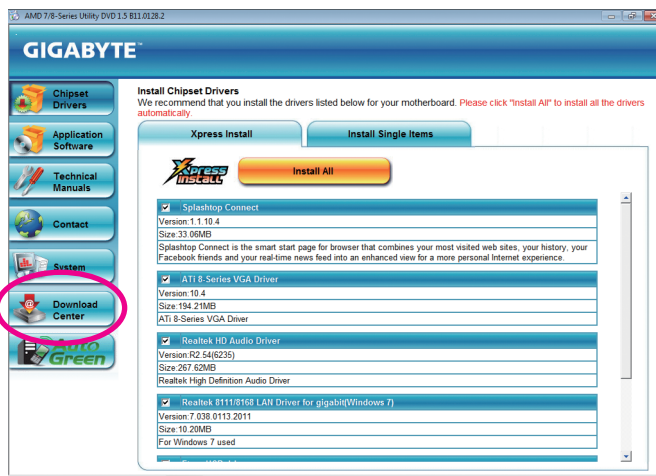 AMD 7/8-Series Utility DVD 1.5 B11.0128.2
GIGABYTE™
Chipset
Drivers
Application
Software
Technical
Manuals
Contact
System
Download
Center
Auto
Green
Install Chipset Drivers
We recommend that you install the drivers listed below for your motherboard. Please click "Install All" to install all the drivers
automatically.
Xpress Install
Install Single Items
Xpress
Install
Install All
Splashtop Connect
Version:1.1.10.4
Size:33.06MB
Splashtop Connect is the smart start page for browser that combines your most visited web sites, your history, your
Facebook friends and your real-time news feed into an enhanced view for a more personal Internet experience.
ATi 8-Series VGA Driver
Version:10.4
Size:194.21MB
ATi 8-Series VGA Driver
Realtek HD Audio Driver
Version:R2.54(6235)
Size:267.62MB
Realtek High Definition Audio Driver
Realtek 8111/8168 LAN Driver for gigabit(Windows 7)
Version:7.038.0113.2011
Size:10.20MB
For Windows 7 used